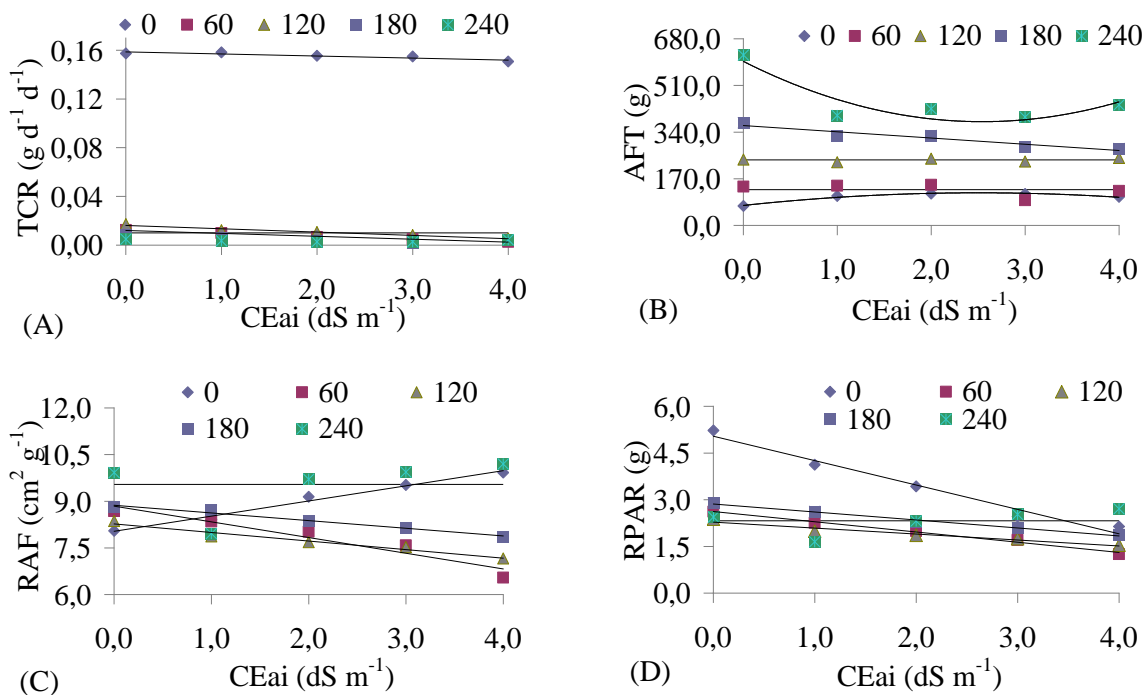 0 60 120 180 240
TCR (g d-1 d-1)
0,16
0,12
0,08
0,04
0,00
0,0 1,0 2,0 3,0 4,0
CEai (dS m-1)
(A)
0 60 120 180 240
AFT (g)
680,0
510,0
340,0
170,0
0,0
0,0 1,0 2,0 3,0 4,0
CEai (dS m-1)
(B)
0 60 120
180 240
RAF (cm2 g-1)
12,0
10,5
9,0
7,5
6,0
0,0 1,0 2,0 3,0 4,0
CEai (dS m-1)
(C)
0 60 120
180 240
RPAR (g)
6,0
4,5
3,0
1,5
0,0
0,0 1,0 2,0 3,0 4,0
CEai (dS m-1)
(D)